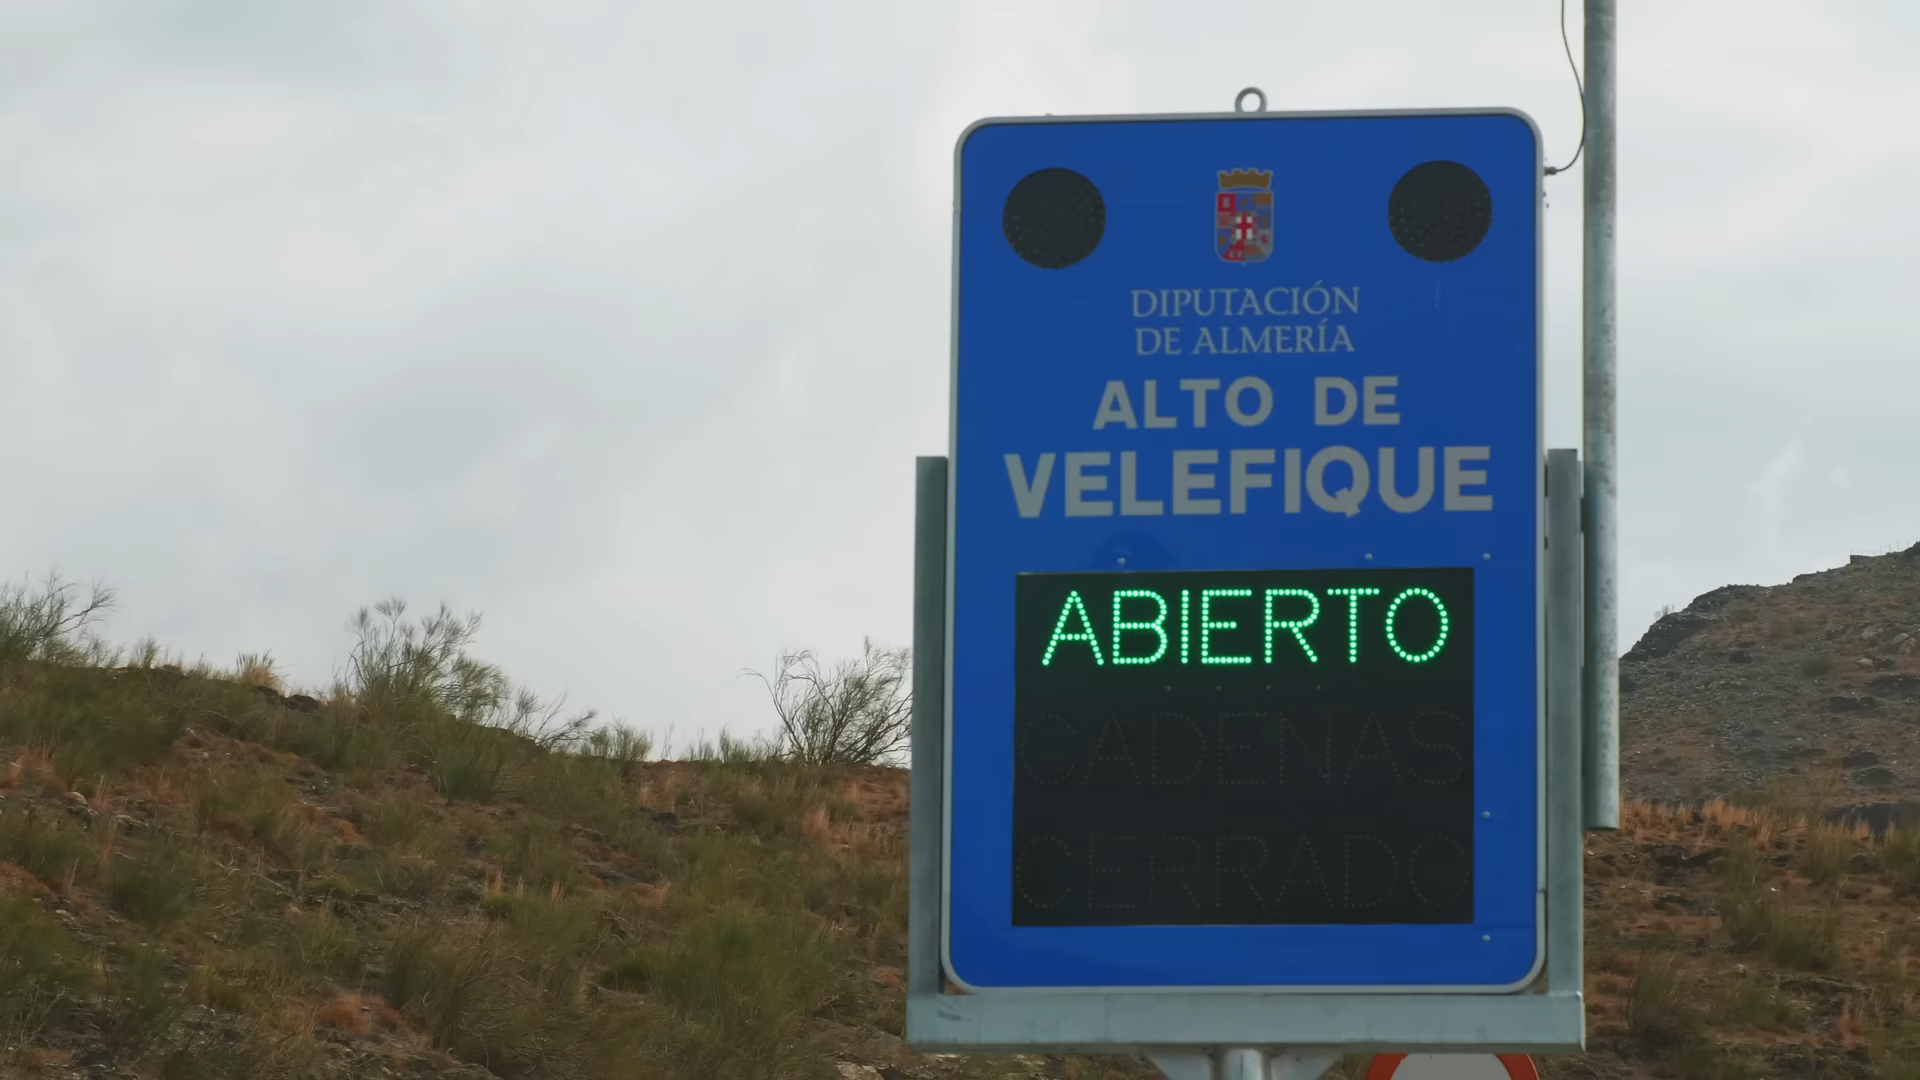 DIPUTACIÓN
DE ALMERÍA
ALTO DE
VELEFIQUE
ABIERTO
CADENAS
CERRADO